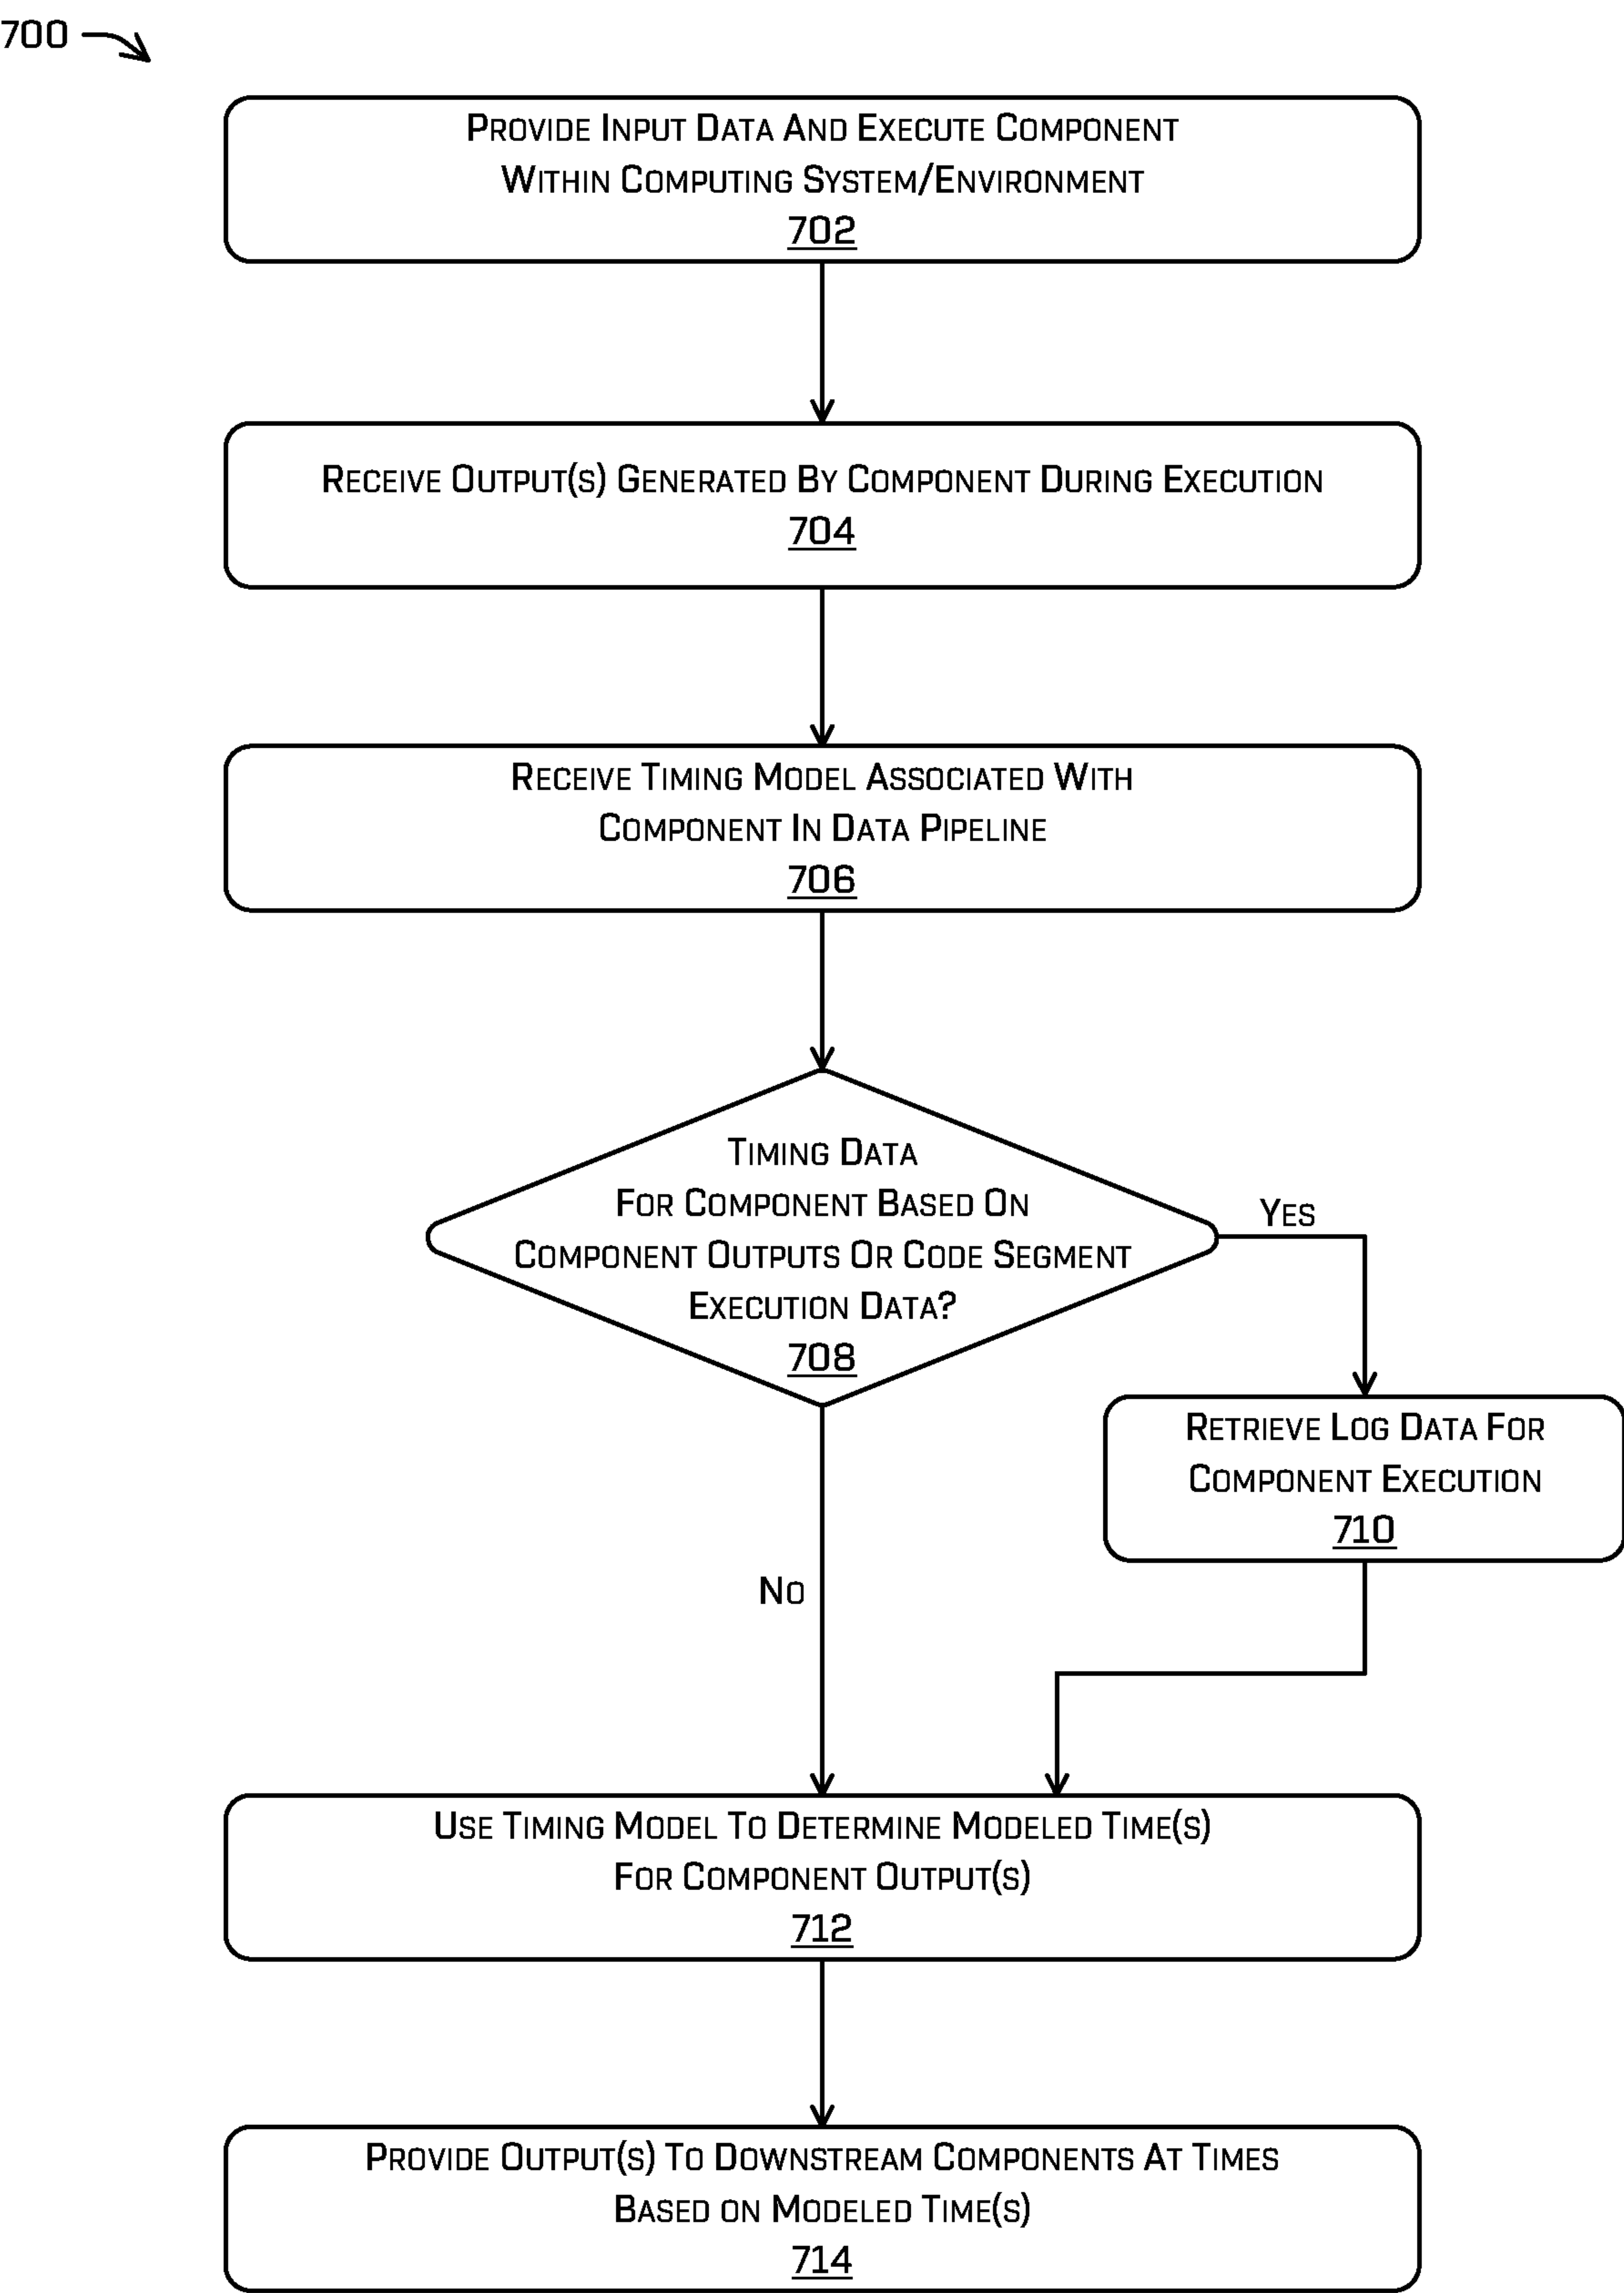 700
Provide Input Data And Execute Component
Within Computing System/Environment
702
Receive Output(s) Generated By Component During Execution
704
Receive Timing Model Associated With
Component In Data Pipeline
706
Timing Data
For Component Based On
Component Outputs Or Code Segment
Execution Data?
708
Yes
Retrieve Log Data For
Component Execution
710
No
Use Timing Model To Determine Modeled Time(s)
For Component Output(s)
712
Provide Output(s) To Downstream Components At Times
Based on Modeled Time(s)
714